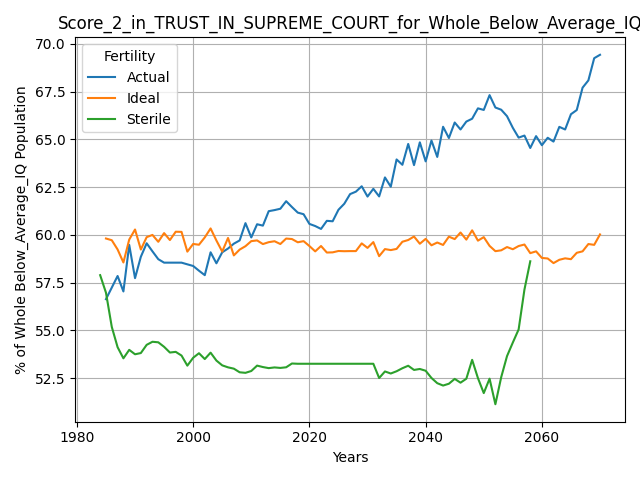 Score_2_in_TRUST_IN_SUPREME_COURT_for_Whole_Below_Average_IQ
Fertility
Actual
Ideal
Sterile
% of Whole Below_Average_IQ Population
70.0
67.5
65.0
62.5
60.0
57.5
55.0
52.5
1980
2000
2020
2040
2060
Years